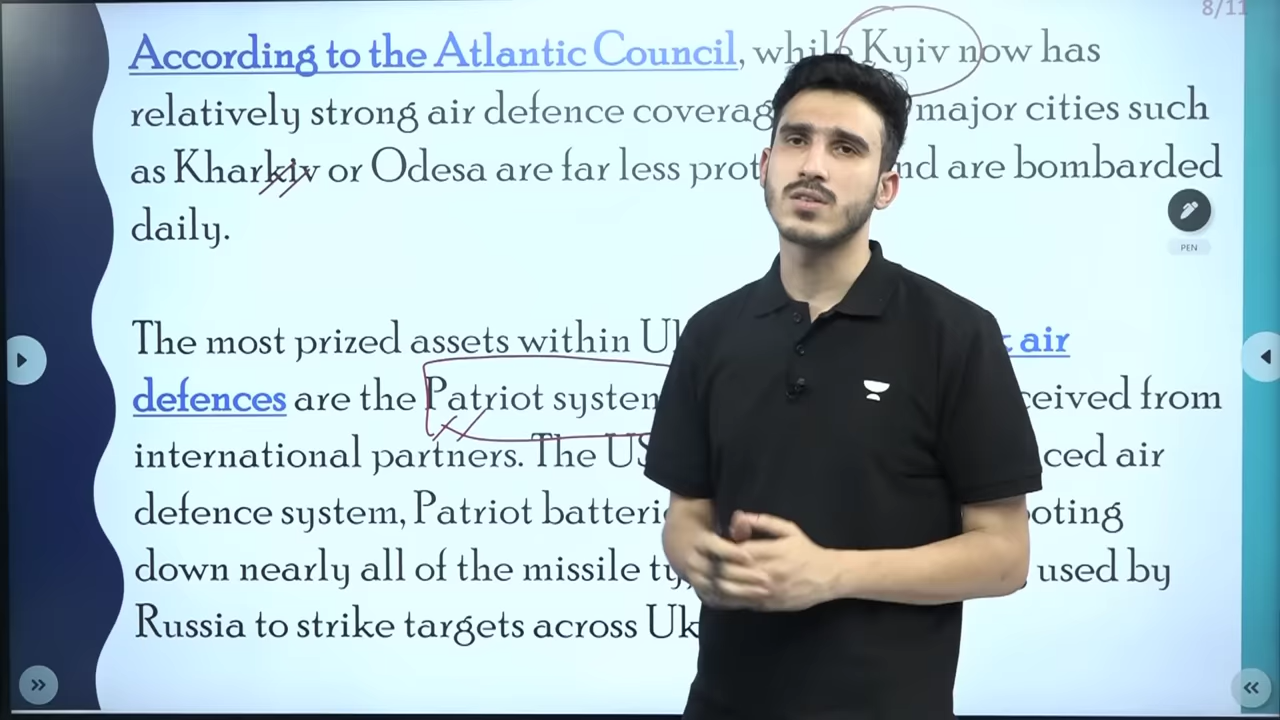 8/11
According to the Atlantic Council, while Kyiv now has
relatively strong air defence coverag major cities such
as Kharkiv or Odesa are far less prot nd are bombarded
daily.
PEN
The most prized assets within Uk air
defences are the Patriot system ceived from
international partners. The US ced air
defence system, Patriot batterie ooting
down nearly all of the missile ty used by
Russia to strike targets across Uk